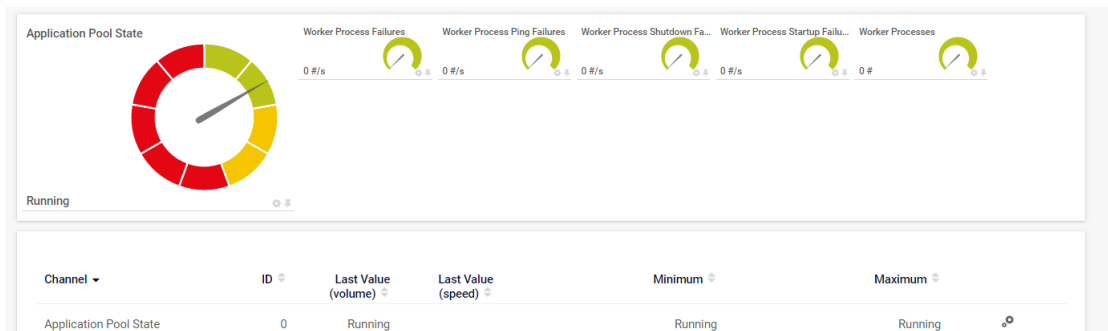 Application Pool State
Worker Process Failures
0 #/s
Worker Process Ping Failures
0 #/s
Worker Process Shutdown Fa...
0 #/s
Worker Process Startup Failu...
0 #/s
Worker Processes
0 #
Running
Channel ID Last Value (volume) Last Value (speed) Minimum Maximum
Application Pool State 0 Running Running Running